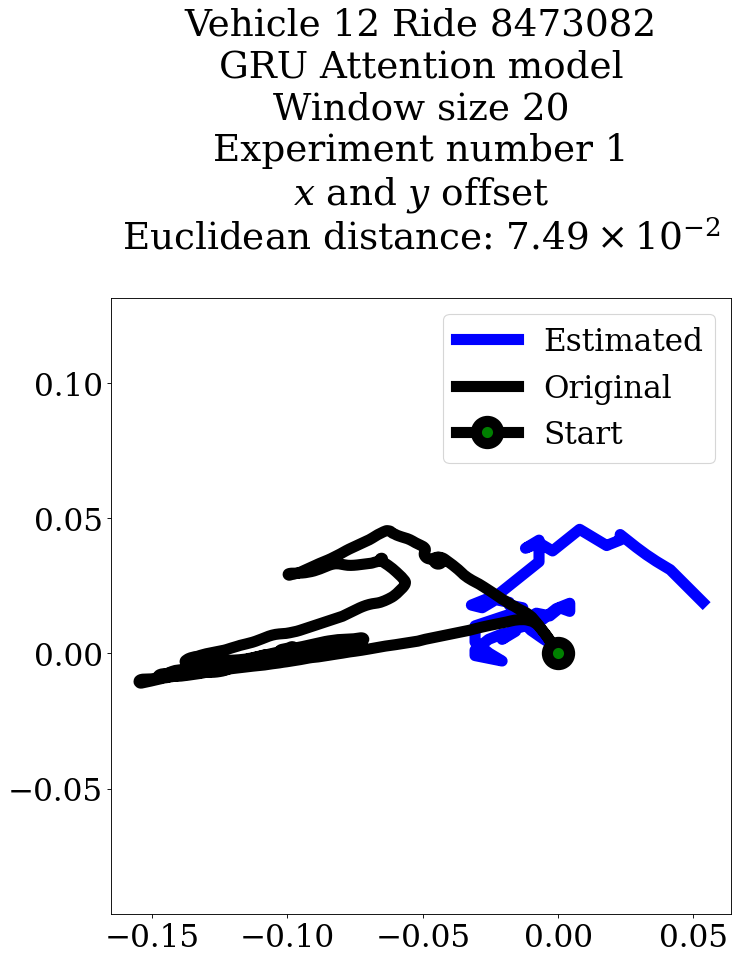 Vehicle 12 Ride 8473082
GRU Attention model
Window size 20
Experiment number 1
x and y offset
Euclidean distance: 7.49 × 10⁻²
Estimated
Original
Start
0.10
0.05
0.00
−0.05
−0.15 −0.10 −0.05 0.00 0.05